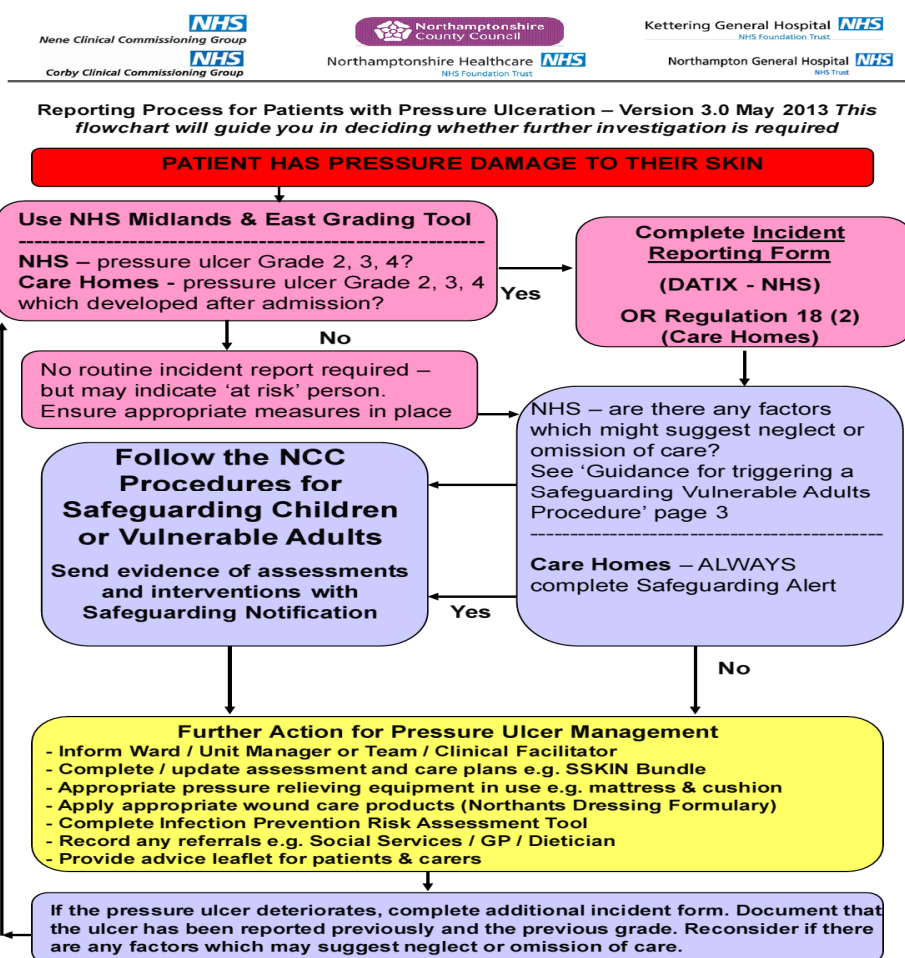 NHS
Nene Clinical Commissioning Group
NHS
Corby Clinical Commissioning Group
Northamptonshire
County Council
Northamptonshire Healthcare NHS
NHS Foundation Trust
Kettering General Hospital NHS
NHS Foundation Trust
Northampton General Hospital NHS
NHS Trust
Reporting Process for Patients with Pressure Ulceration – Version 3.0 May 2013 This
flowchart will guide you in deciding whether further investigation is required
PATIENT HAS PRESSURE DAMAGE TO THEIR SKIN
Use NHS Midlands & East Grading Tool
----------------------------------------------------------
NHS – pressure ulcer Grade 2, 3, 4?
Care Homes - pressure ulcer Grade 2, 3, 4
which developed after admission?
Yes
No
Complete Incident
Reporting Form
(DATIX - NHS)
OR Regulation 18 (2)
(Care Homes)
No routine incident report required –
but may indicate ‘at risk’ person.
Ensure appropriate measures in place
NHS – are there any factors
which might suggest neglect or
omission of care?
See ‘Guidance for triggering a
Safeguarding Vulnerable Adults
Procedure’ page 3
--------------------------------------------
Care Homes – ALWAYS
complete Safeguarding Alert
Follow the NCC
Procedures for
Safeguarding Children
or Vulnerable Adults
Send evidence of assessments
and interventions with
Safeguarding Notification
Yes
No
Further Action for Pressure Ulcer Management
- Inform Ward / Unit Manager or Team / Clinical Facilitator
- Complete / update assessment and care plans e.g. SSKIN Bundle
- Appropriate pressure relieving equipment in use e.g. mattress & cushion
- Apply appropriate wound care products (Northants Dressing Formulary)
- Complete Infection Prevention Risk Assessment Tool
- Record any referrals e.g. Social Services / GP / Dietician
- Provide advice leaflet for patients & carers
If the pressure ulcer deteriorates, complete additional incident form. Document that
the ulcer has been reported previously and the previous grade. Reconsider if there
are any factors which may suggest neglect or omission of care.